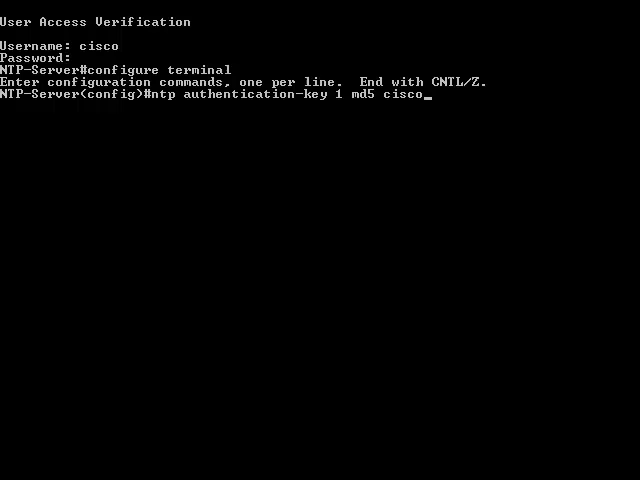 User Access Verification
Username: cisco
Password:
NTP-Server#configure terminal
Enter configuration commands, one per line.  End with CNTL/Z.
NTP-Server(config)#ntp authentication-key 1 md5 cisco_